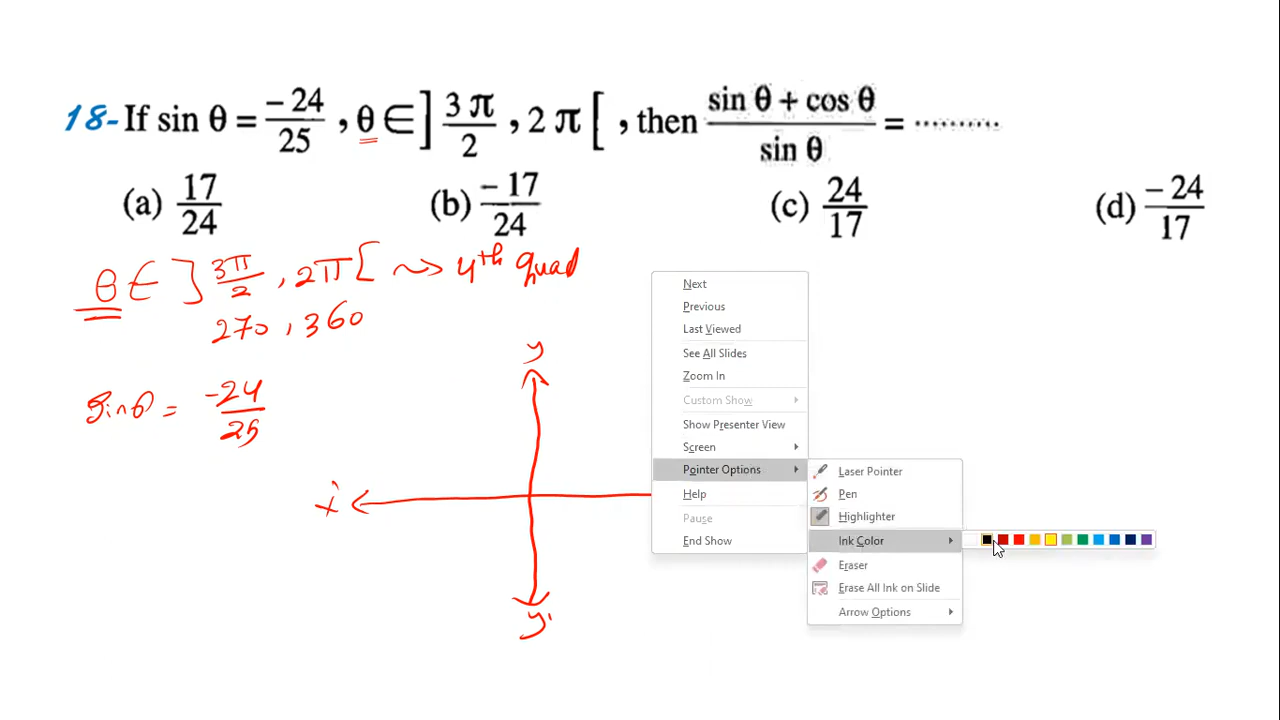 18- If sin θ = -24/25 , θ ∈ ] 3π/2 , 2π [ , then (sin θ + cos θ)/(sin θ) = ..........
(a) 17/24 (b) -17/24 (c) 24/17 (d) -24/17
θ ∈ ] 3π/2 , 2π [ ⇝ 4th quad
270 , 360
sin θ = -24/25
y
x'
y'
Next
Previous
Last Viewed
See All Slides
Zoom In
Custom Show
Show Presenter View
Screen
Pointer Options
Help
Pause
End Show
Laser Pointer
Pen
Highlighter
Ink Color
Eraser
Erase All Ink on Slide
Arrow Options